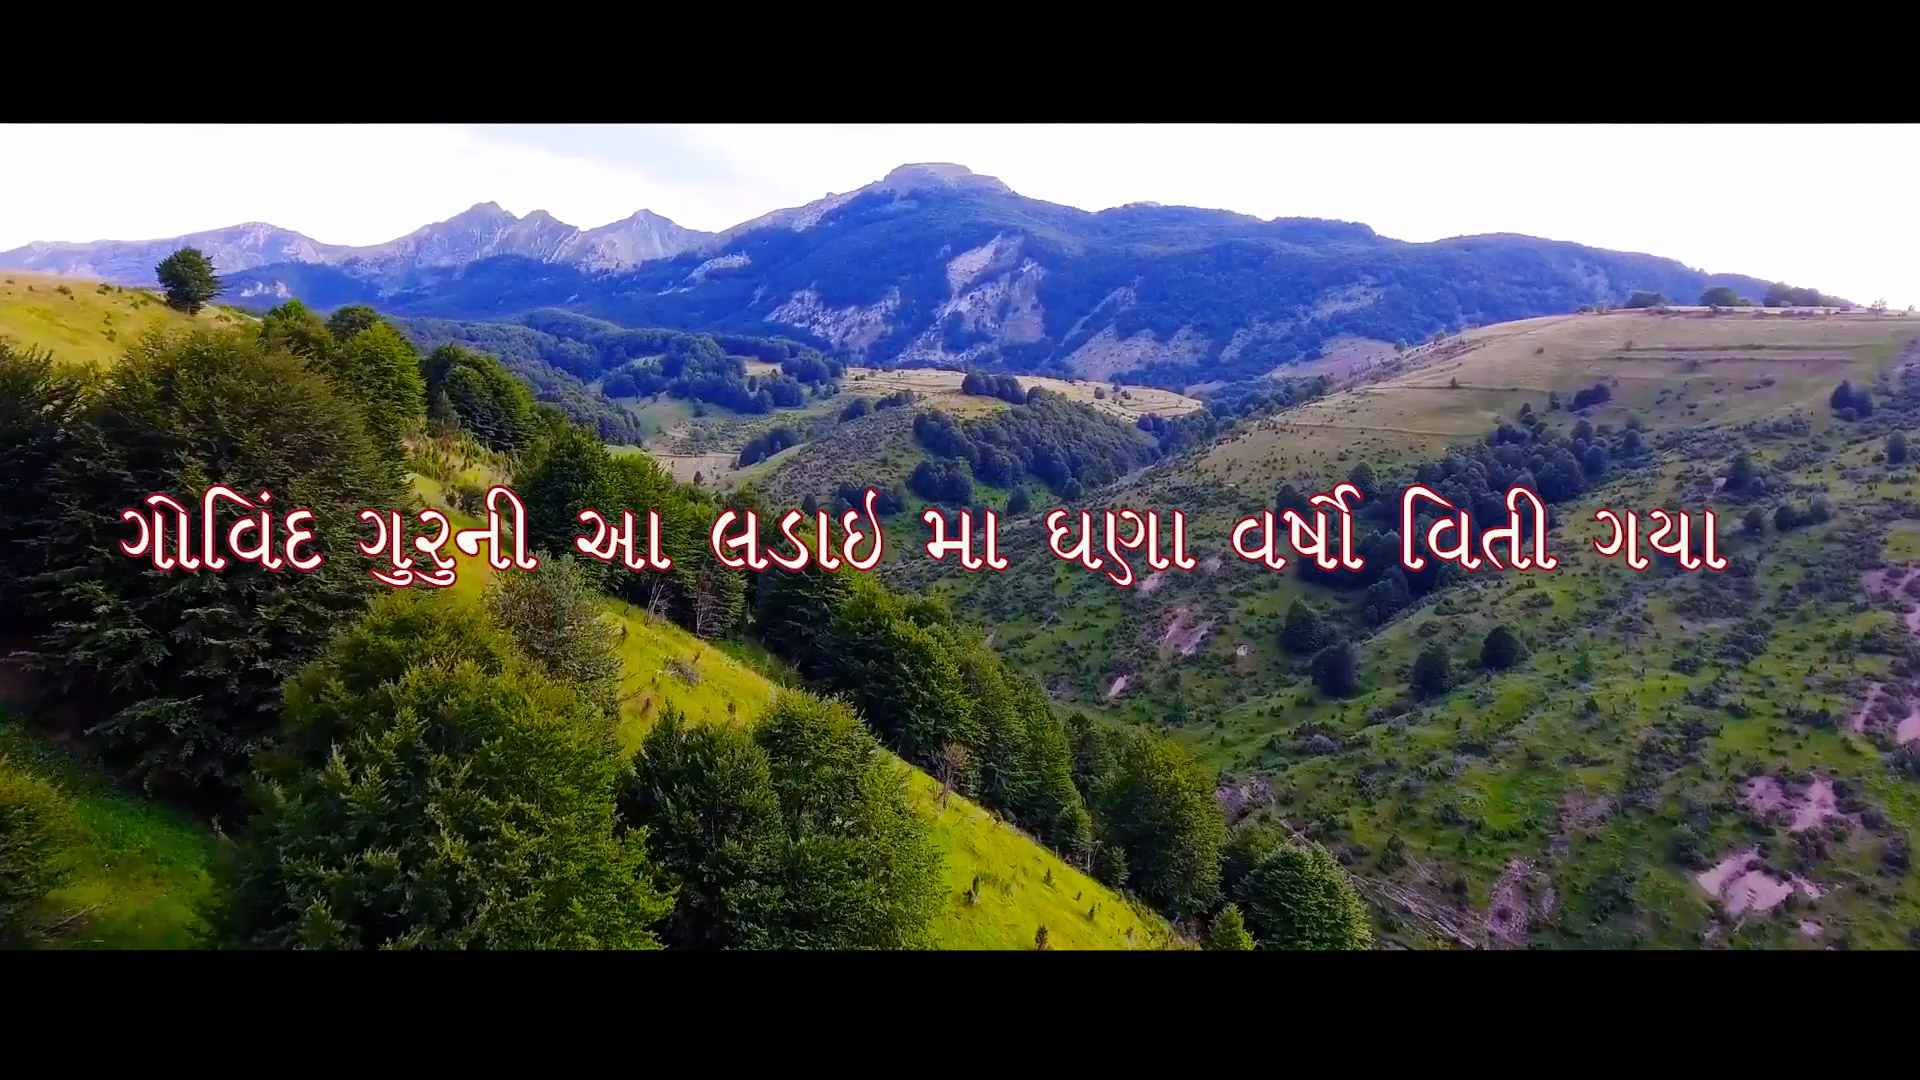 ગોવિંદ ગુરુની આ લડાઇ મા ઘણા વર્ષો વિતી ગયા